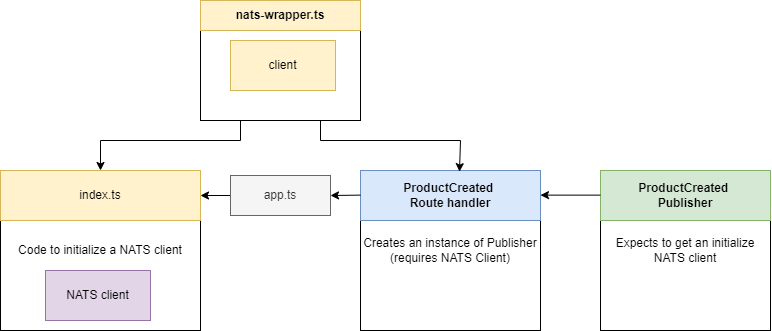 nats-wrapper.ts
client
index.ts
app.ts
ProductCreated
Route handler
ProductCreated
Publisher
Code to initialize a NATS client
NATS client
Creates an instance of Publisher
(requires NATS Client)
Expects to get an initialize
NATS client